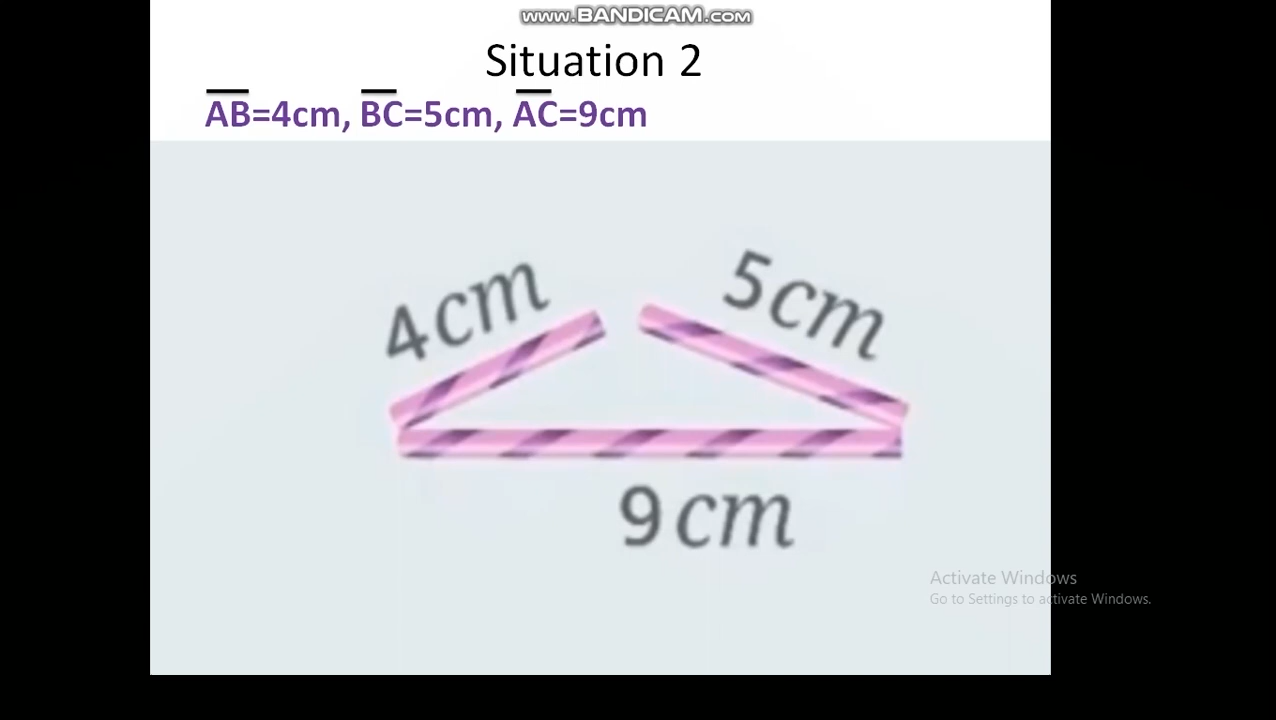 www.BANDICAM.com
Situation 2
AB=4cm, BC=5cm, AC=9cm
4cm
5cm
9cm
Activate Windows
Go to Settings to activate Windows.